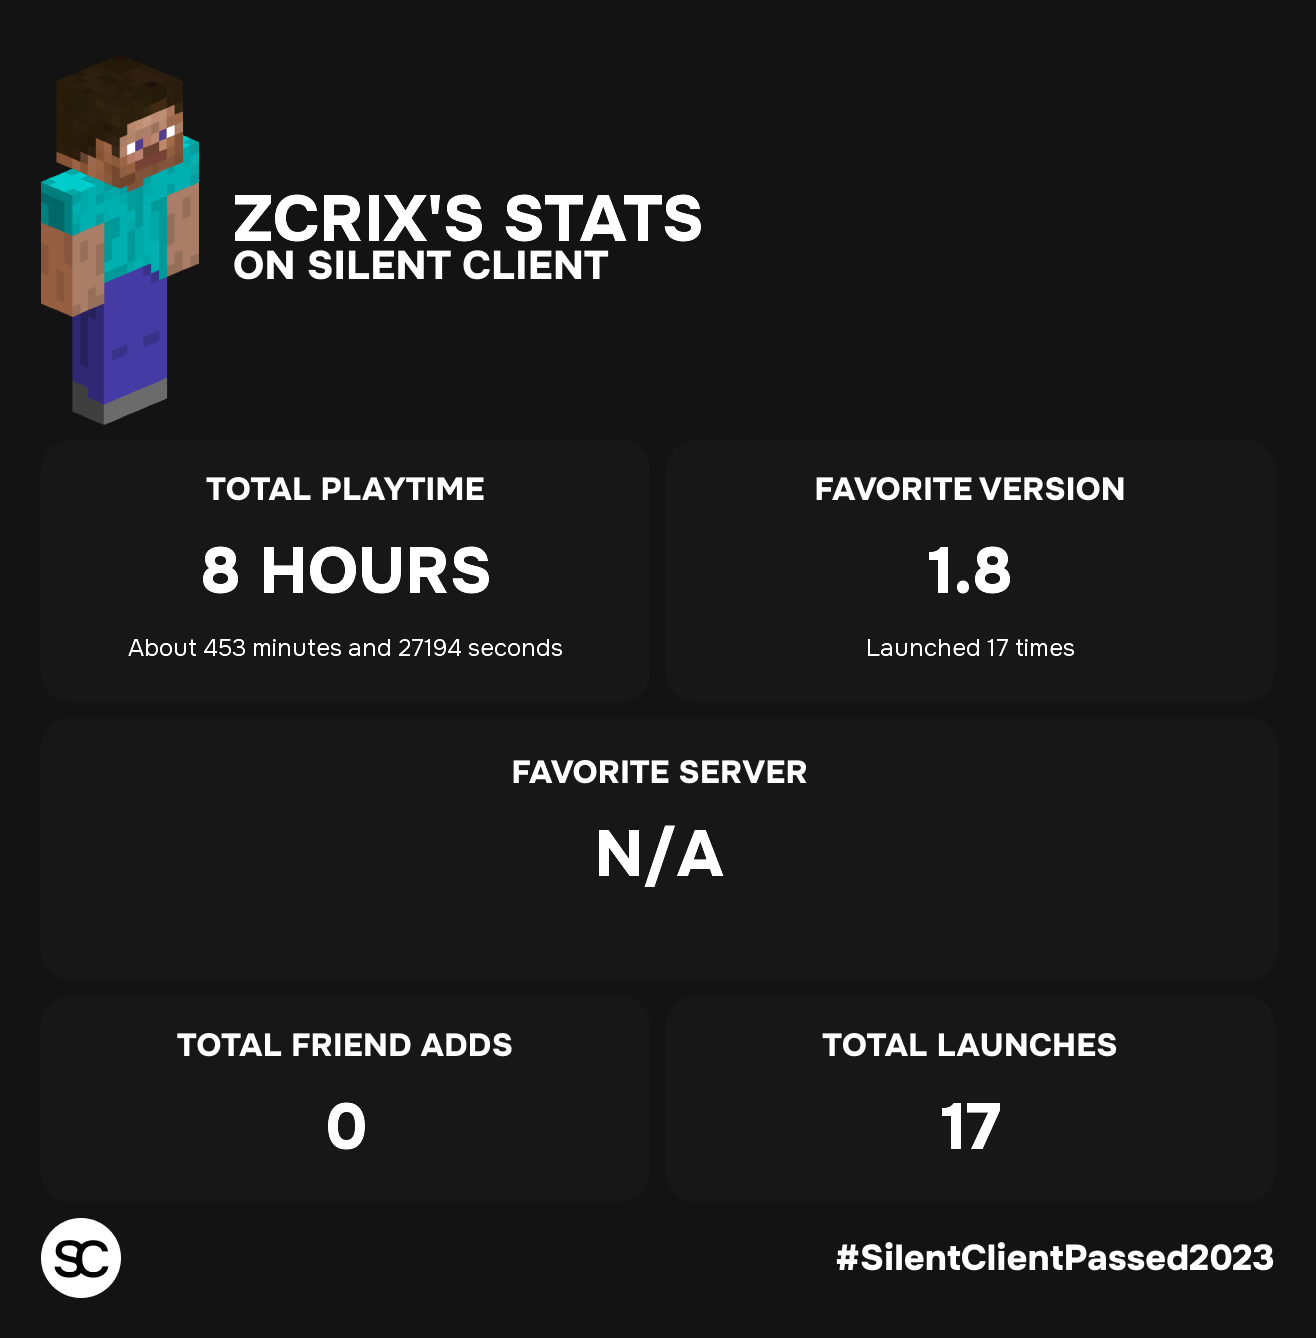 ZCRIX'S STATS
ON SILENT CLIENT
TOTAL PLAYTIME
8 HOURS
About 453 minutes and 27194 seconds
FAVORITE VERSION
1.8
Launched 17 times
FAVORITE SERVER
N/A
TOTAL FRIEND ADDS
0
TOTAL LAUNCHES
17
SC
#SilentClientPassed2023